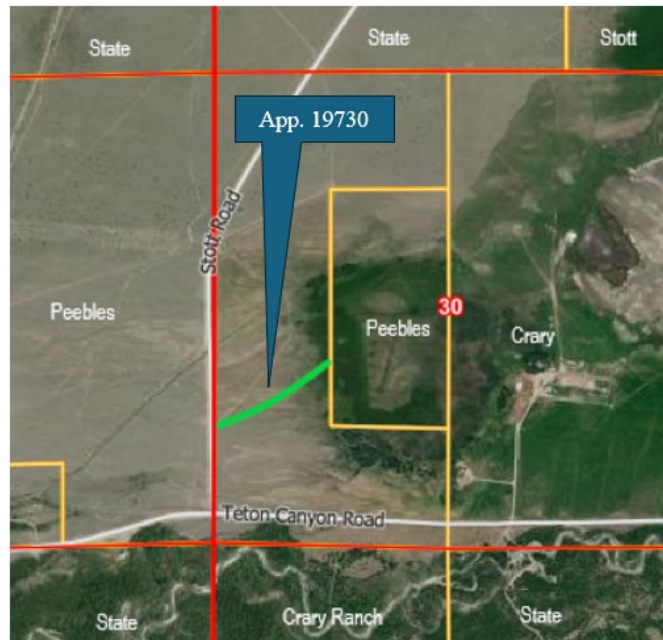 State
State
Stott
App. 19730
Stott Road
Peebles
Peebles
30
Crary
Teton Canyon Road
State
Crary Ranch
State